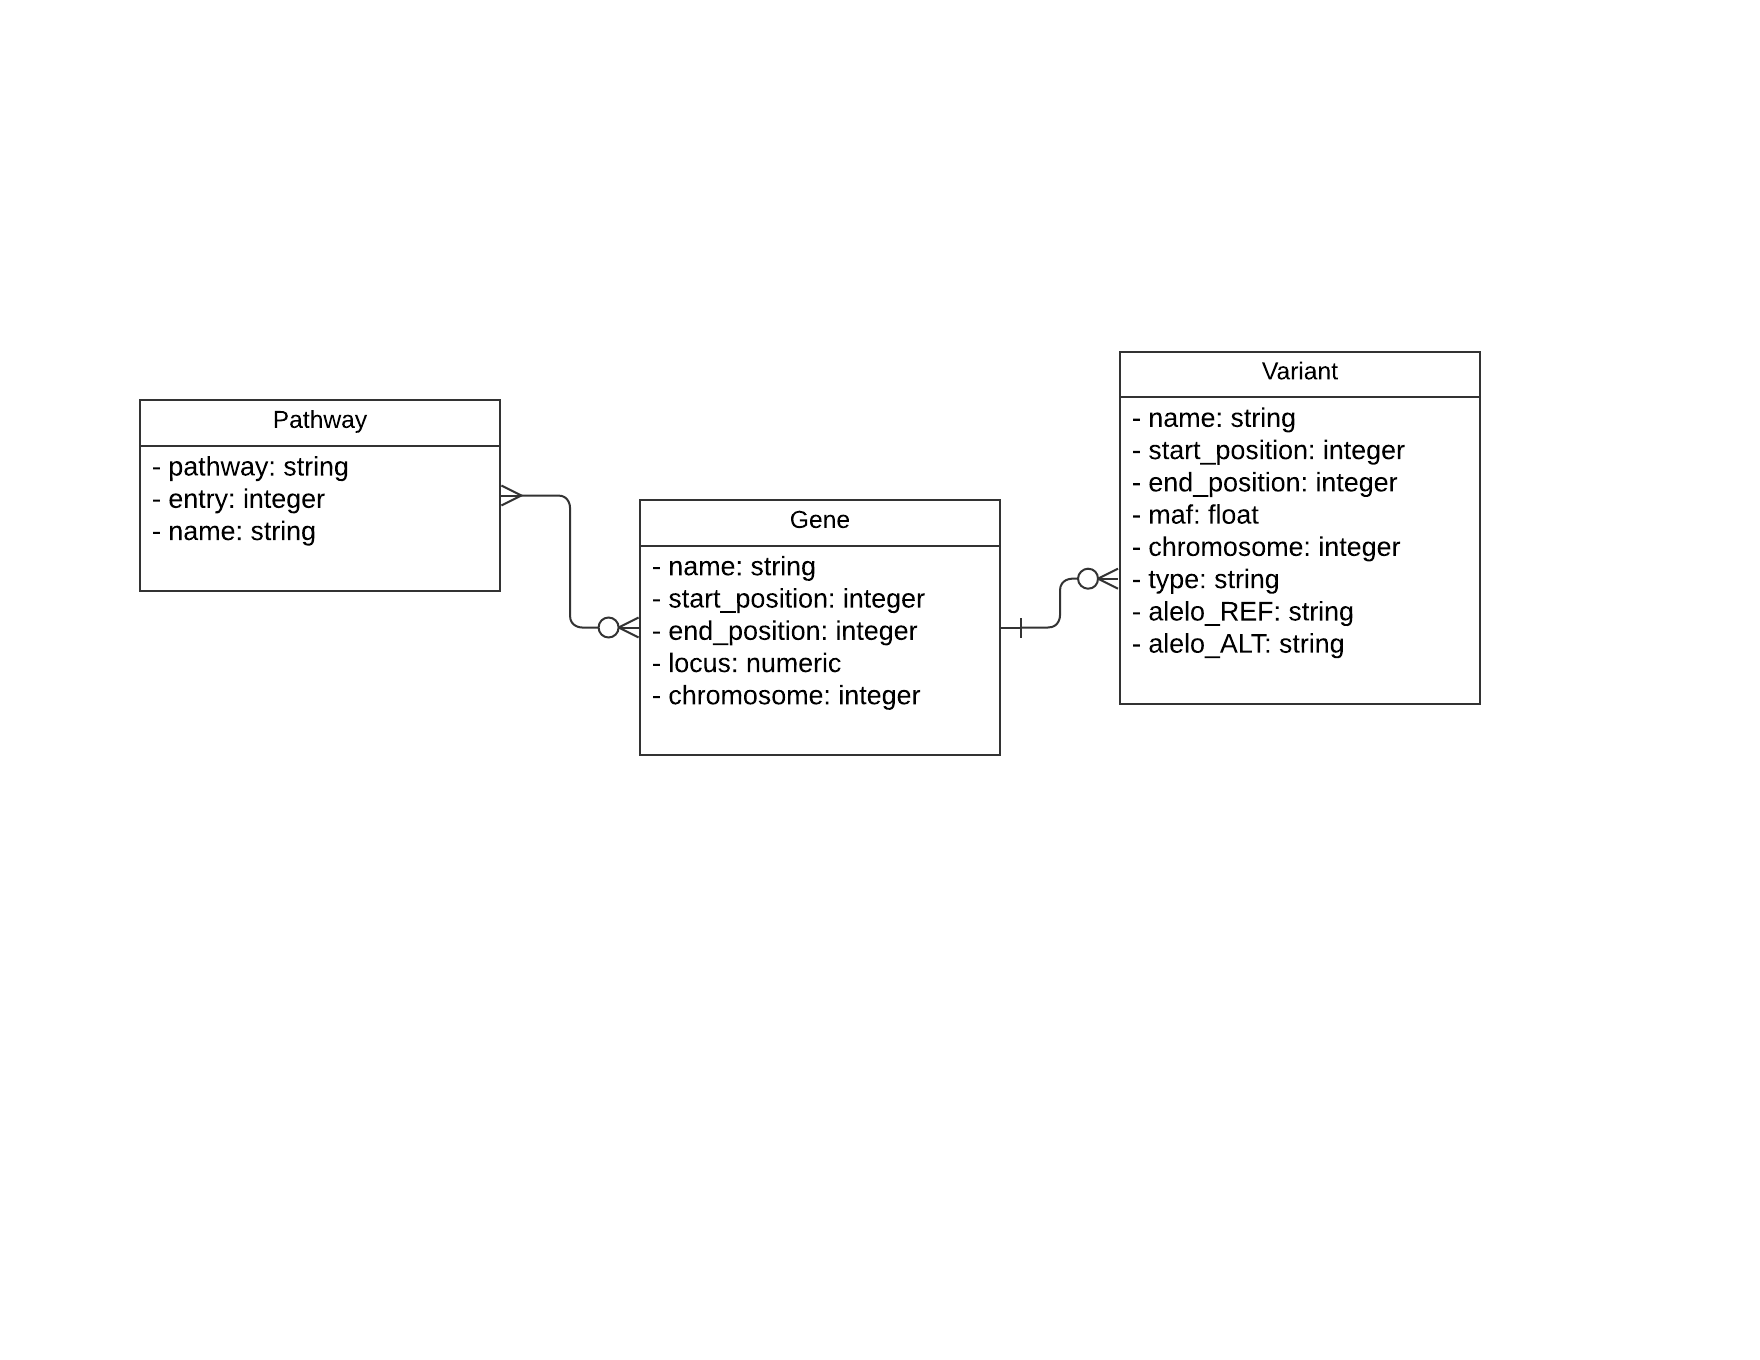 Pathway
- pathway: string
- entry: integer
- name: string
Gene
- name: string
- start_position: integer
- end_position: integer
- locus: numeric
- chromosome: integer
Variant
- name: string
- start_position: integer
- end_position: integer
- maf: float
- chromosome: integer
- type: string
- alelo_REF: string
- alelo_ALT: string